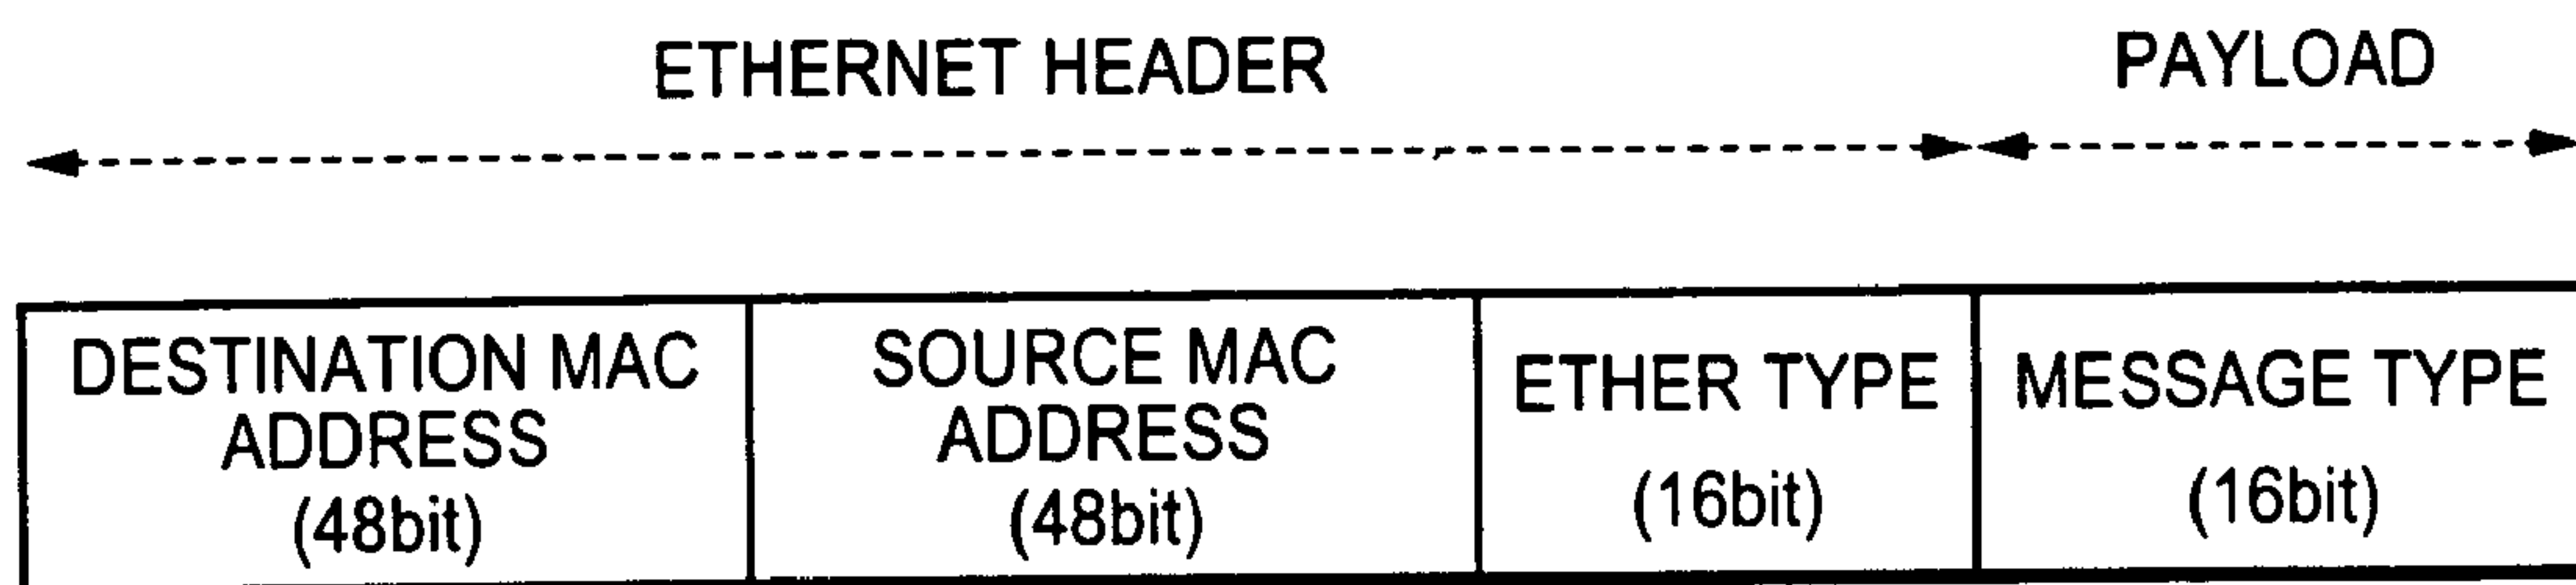 ETHERNET HEADER
PAYLOAD
DESTINATION MAC
ADDRESS
(48bit)
SOURCE MAC
ADDRESS
(48bit)
ETHER TYPE
(16bit)
MESSAGE TYPE
(16bit)